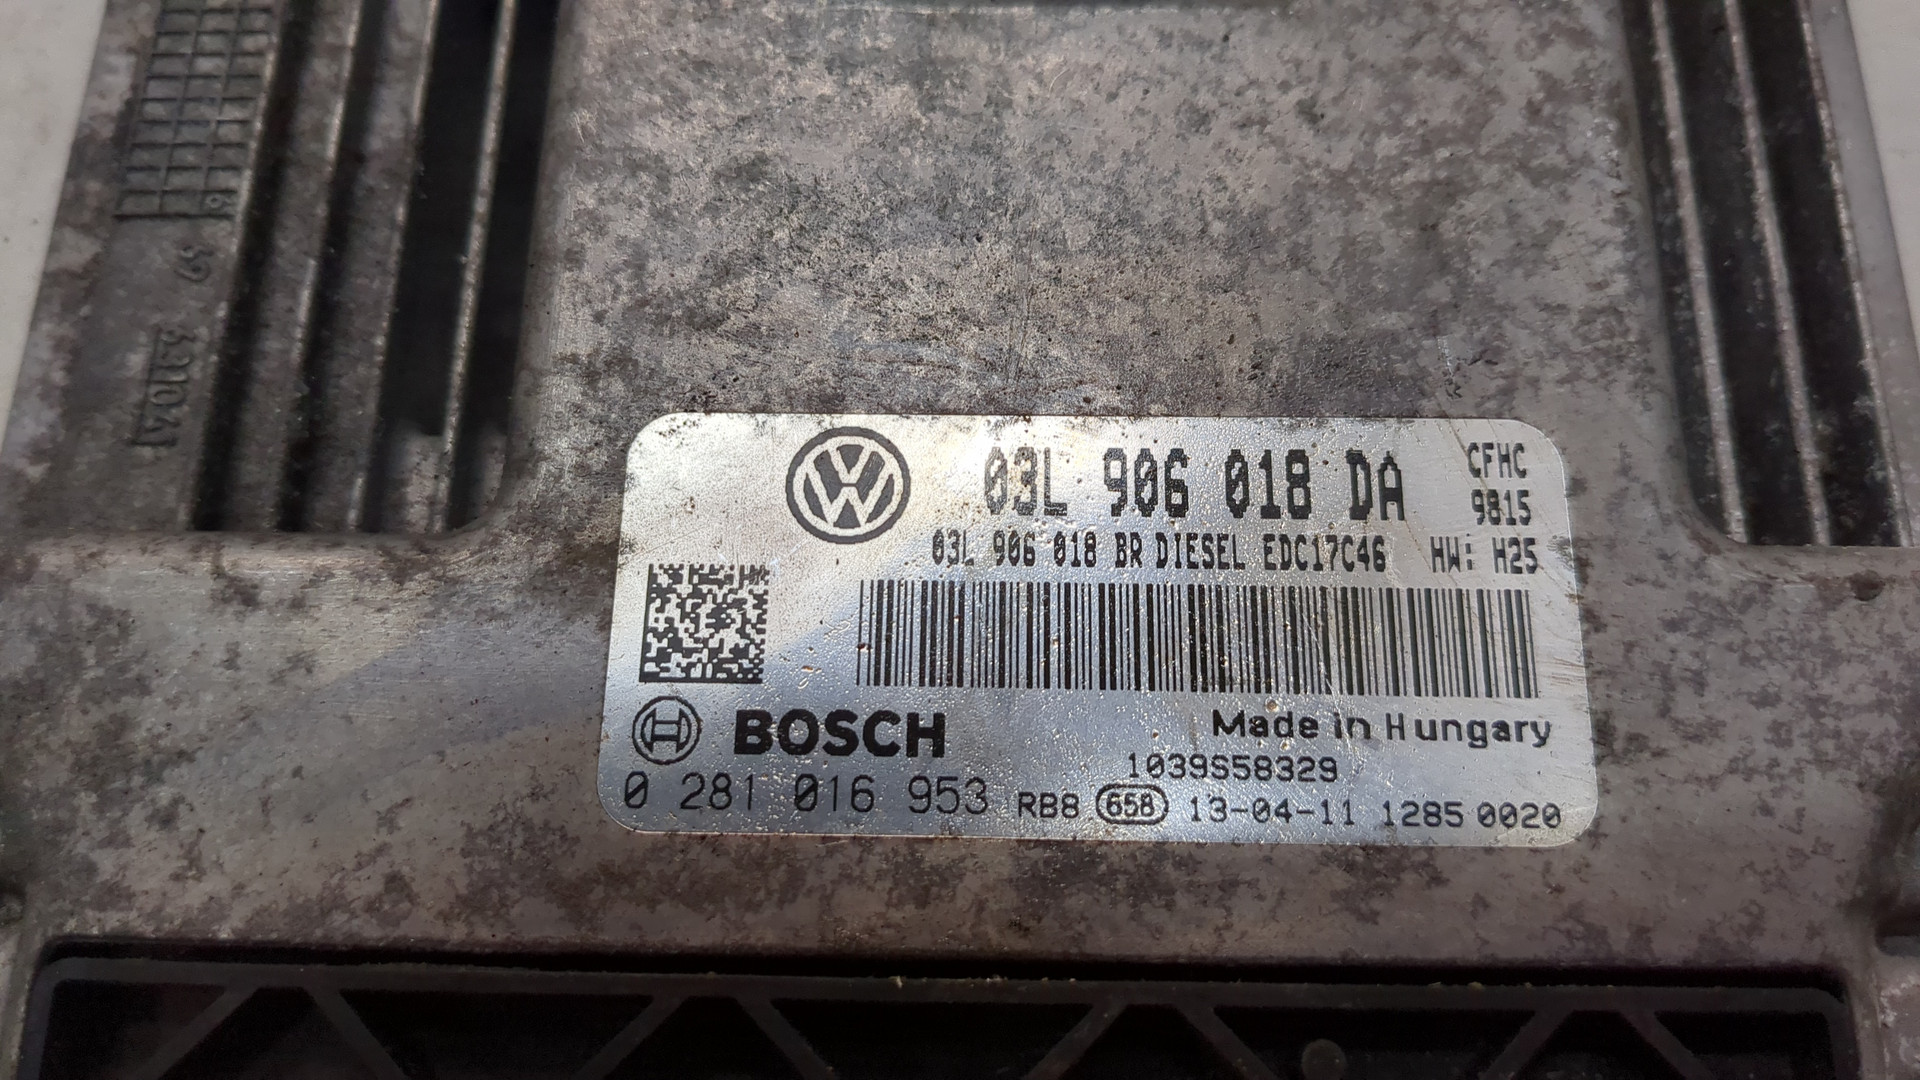 03L 906 018 DA
CFHC
9815
03L 906 018 BR DIESEL EDC17C46 HW: H25
BOSCH
Made in Hungary
1039S58329
0 281 016 953 RB8 658 13-04-11 1285 0020